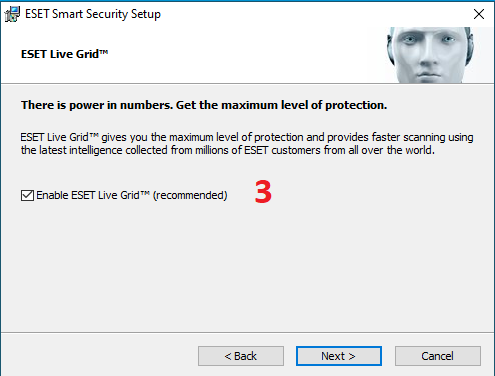 ESET Smart Security Setup
ESET Live Grid™
There is power in numbers. Get the maximum level of protection.
ESET Live Grid™ gives you the maximum level of protection and provides faster scanning using
the latest intelligence collected from millions of ESET customers from all over the world.
Enable ESET Live Grid™ (recommended) 3
< Back Next > Cancel